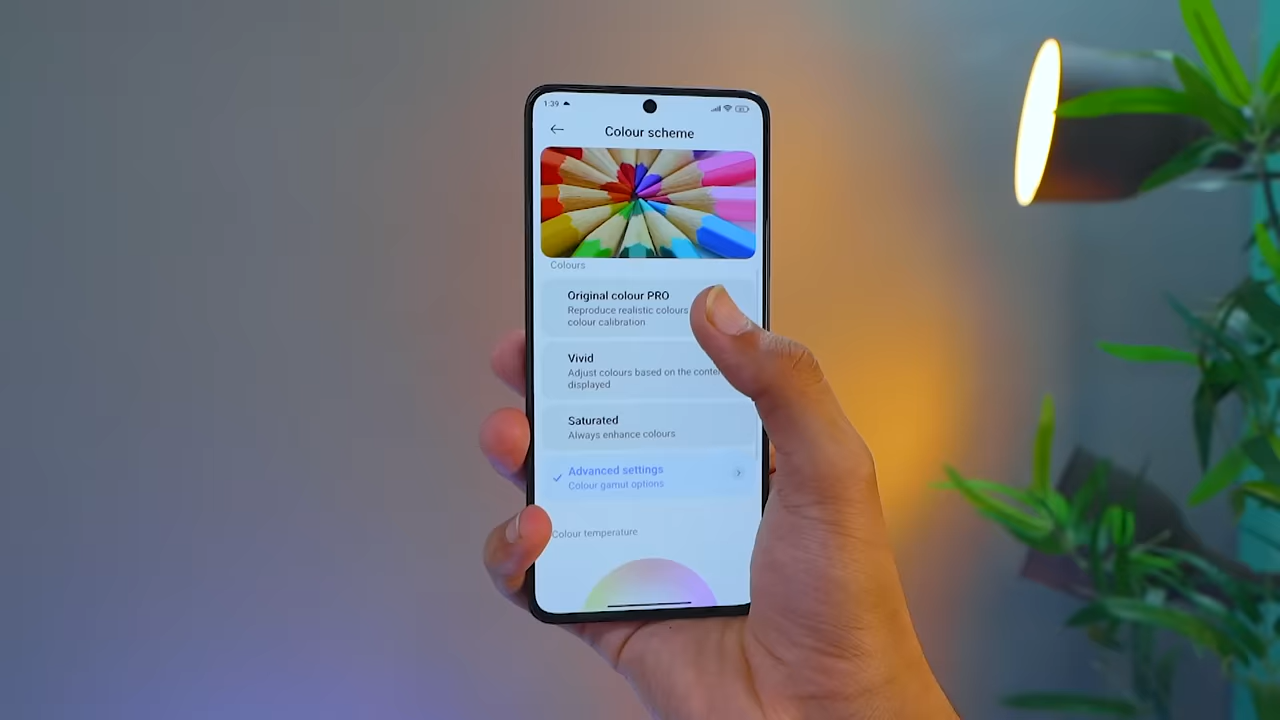 1:39
Colour scheme
Colours
Original colour PRO
Reproduce realistic colours
colour calibration
Vivid
Adjust colours based on the
displayed
Saturated
Always enhance colours
Advanced settings
Colour gamut options
Colour temperature